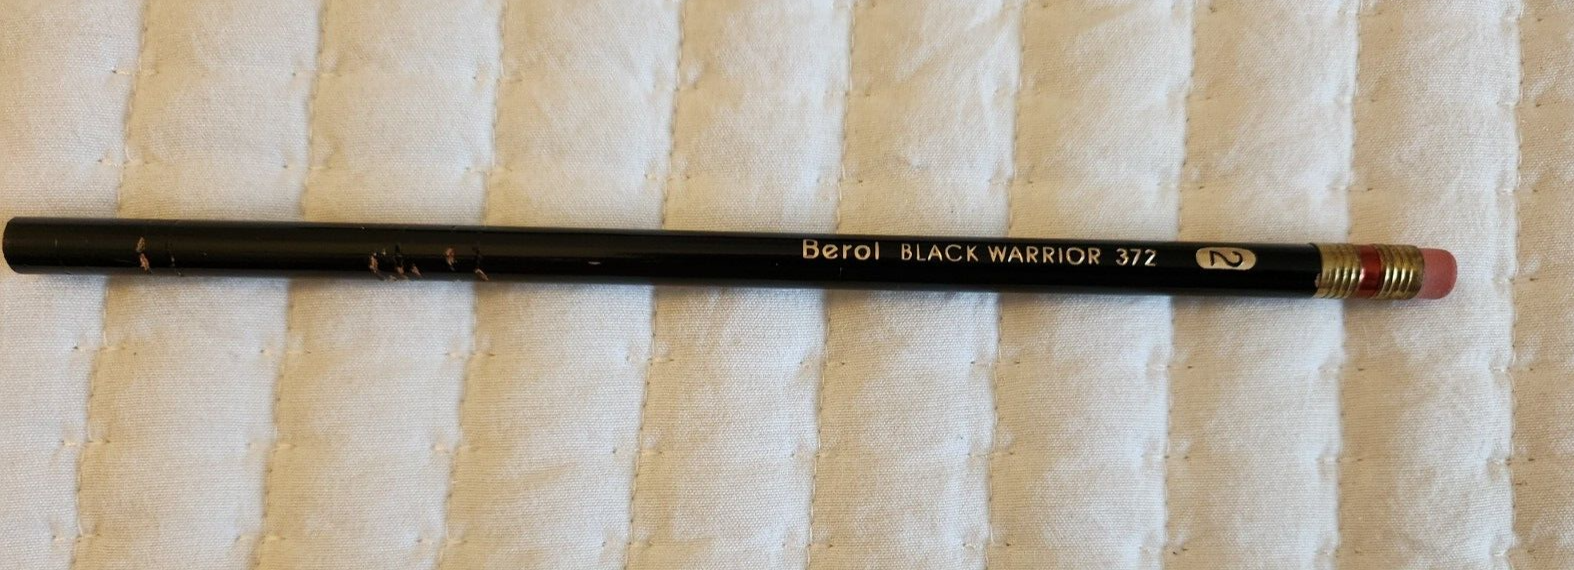 Berol BLACK WARRIOR 372 2